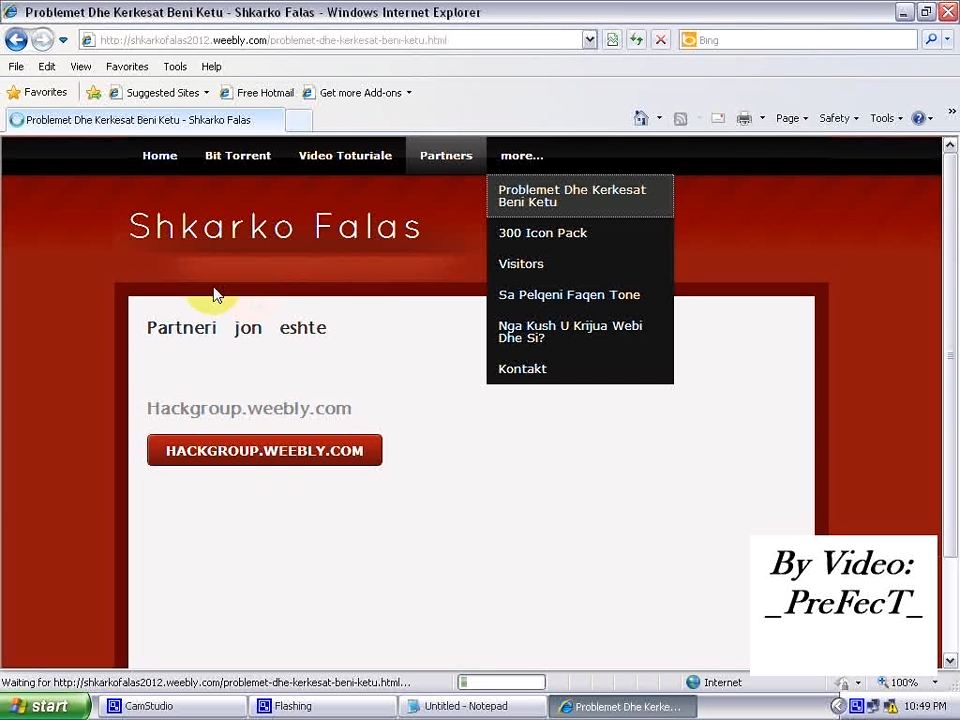 Problemet Dhe Kerkesat Beni Ketu - Shkarko Falas - Windows Internet Explorer
http://shkarkofalas2012.weebly.com/problemet-dhe-kerkesat-beni-ketu.html
Bing
File Edit View Favorites Tools Help
Favorites Suggested Sites Free Hotmail Get more Add-ons
Problemet Dhe Kerkesat Beni Ketu - Shkarko Falas
Page Safety Tools
Home Bit Torrent Video Toturiale Partners more...
Problemet Dhe Kerkesat
Beni Ketu
300 Icon Pack
Visitors
Sa Pelqeni Faqen Tone
Nga Kush U Krijua Webi
Dhe Si?
Kontakt
Shkarko Falas
Partneri jon eshte
Hackgroup.weebly.com
HACKGROUP.WEEBLY.COM
By Video:
_PreFecT_
Waiting for http://shkarkofalas2012.weebly.com/problemet-dhe-kerkesat-beni-ketu.html...
Internet
100%
start
CamStudio
Flashing
Untitled - Notepad
Problemet Dhe Kerke...
10:49 PM